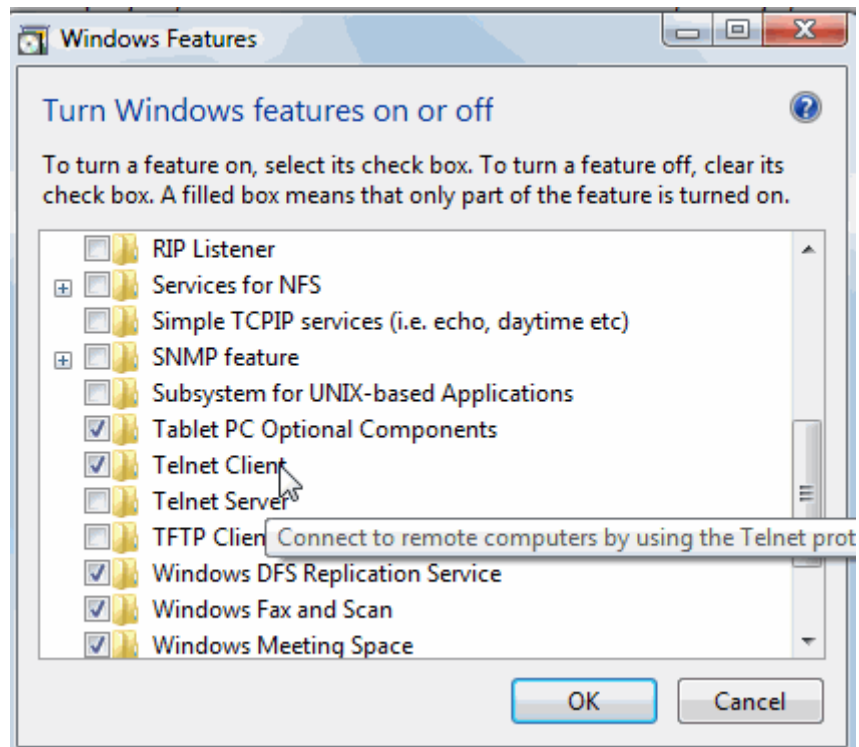 Windows Features
Turn Windows features on or off
To turn a feature on, select its check box. To turn a feature off, clear its
check box. A filled box means that only part of the feature is turned on.
RIP Listener
Services for NFS
Simple TCPIP services (i.e. echo, daytime etc)
SNMP feature
Subsystem for UNIX-based Applications
Tablet PC Optional Components
Telnet Client
Telnet Server
TFTP Clien
Connect to remote computers by using the Telnet prot
Windows DFS Replication Service
Windows Fax and Scan
Windows Meeting Space
OK
Cancel